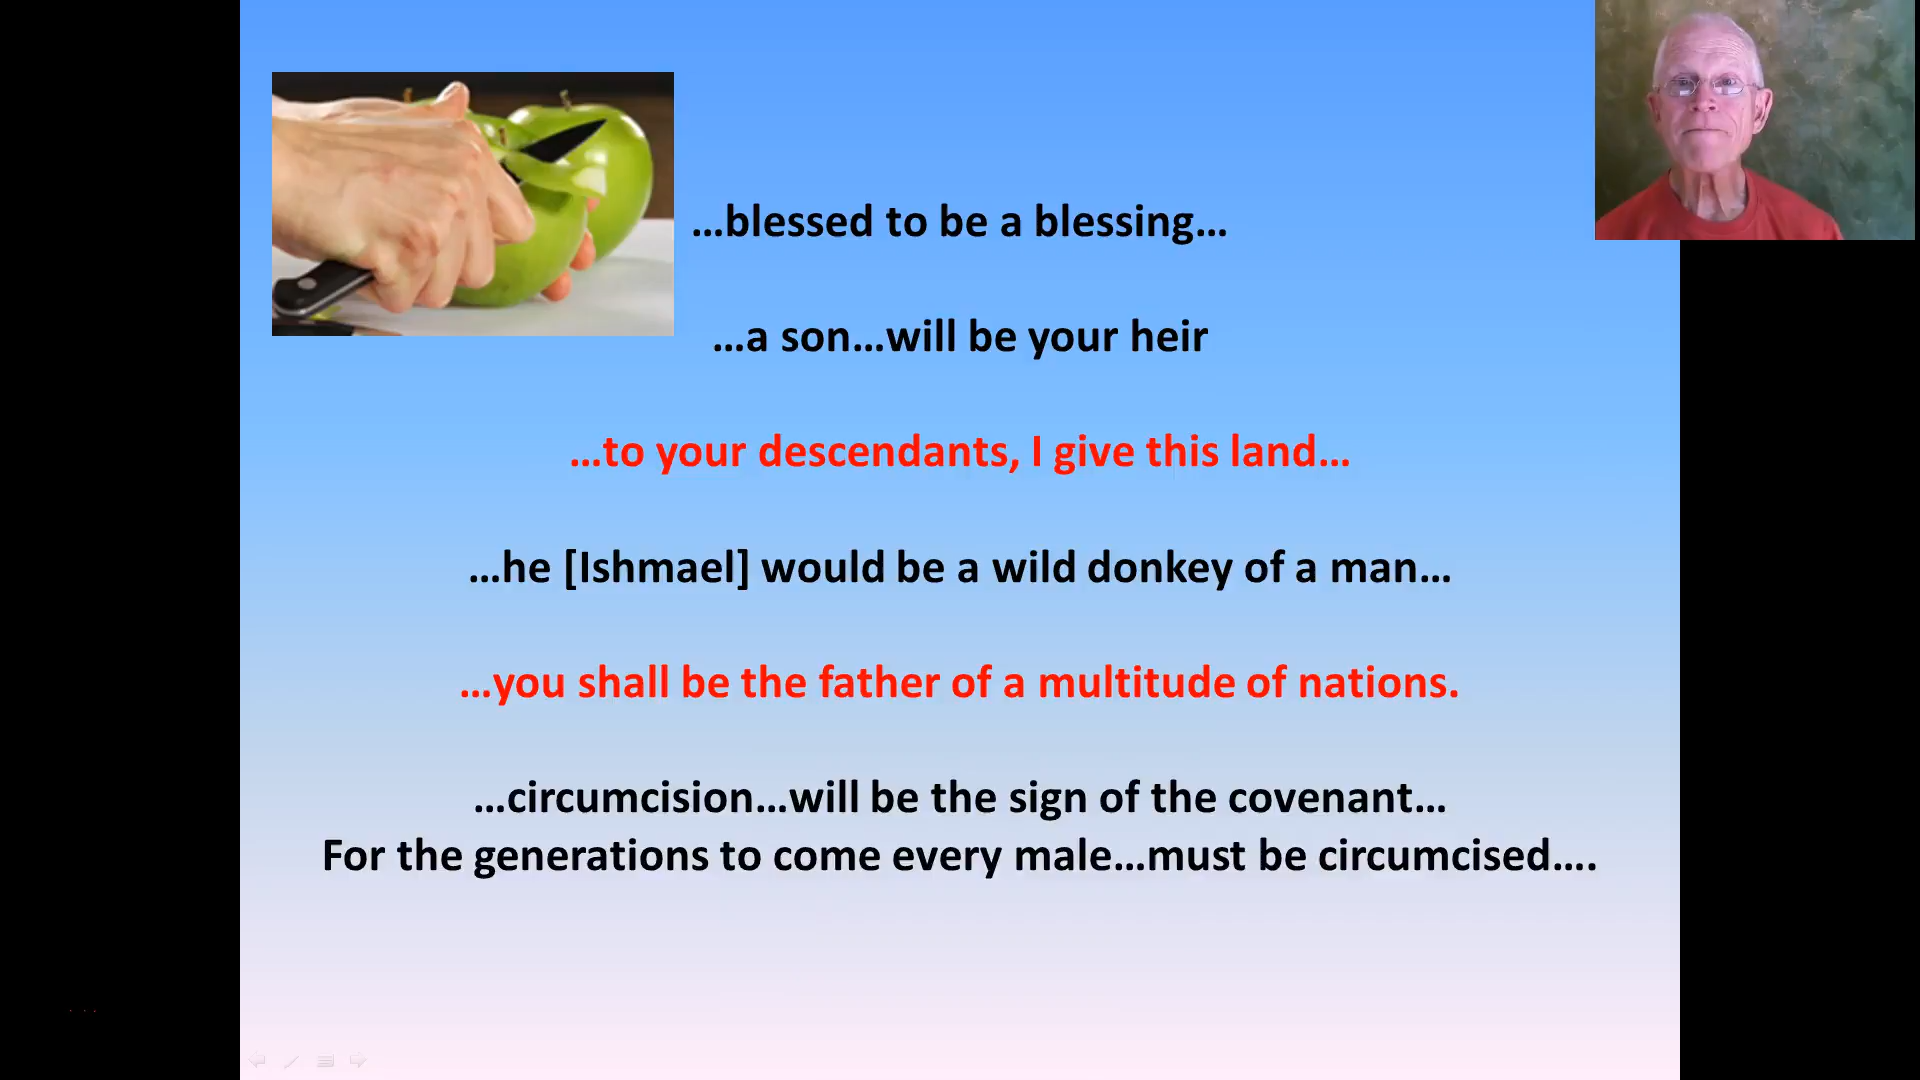 …blessed to be a blessing…
…a son…will be your heir
…to your descendants, I give this land…
…he [Ishmael] would be a wild donkey of a man…
…you shall be the father of a multitude of nations.
…circumcision…will be the sign of the covenant…
For the generations to come every male…must be circumcised….